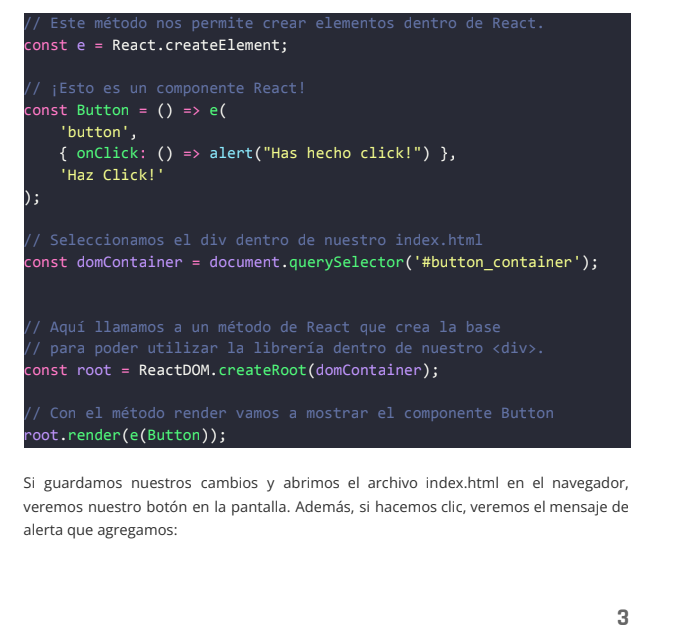 // Este método nos permite crear elementos dentro de React.
const e = React.createElement;
// ¡Esto es un componente React!
const Button = () => e(
    'button',
    { onClick: () => alert("Has hecho click!") },
    'Haz Click!'
);
// Seleccionamos el div dentro de nuestro index.html
const domContainer = document.querySelector('#button_container');
// Aquí llamamos a un método de React que crea la base
// para poder utilizar la librería dentro de nuestro <div>.
const root = ReactDOM.createRoot(domContainer);
// Con el método render vamos a mostrar el componente Button
root.render(e(Button));
Si guardamos nuestros cambios y abrimos el archivo index.html en el navegador,
veremos nuestro botón en la pantalla. Además, si hacemos clic, veremos el mensaje de
alerta que agregamos:
3